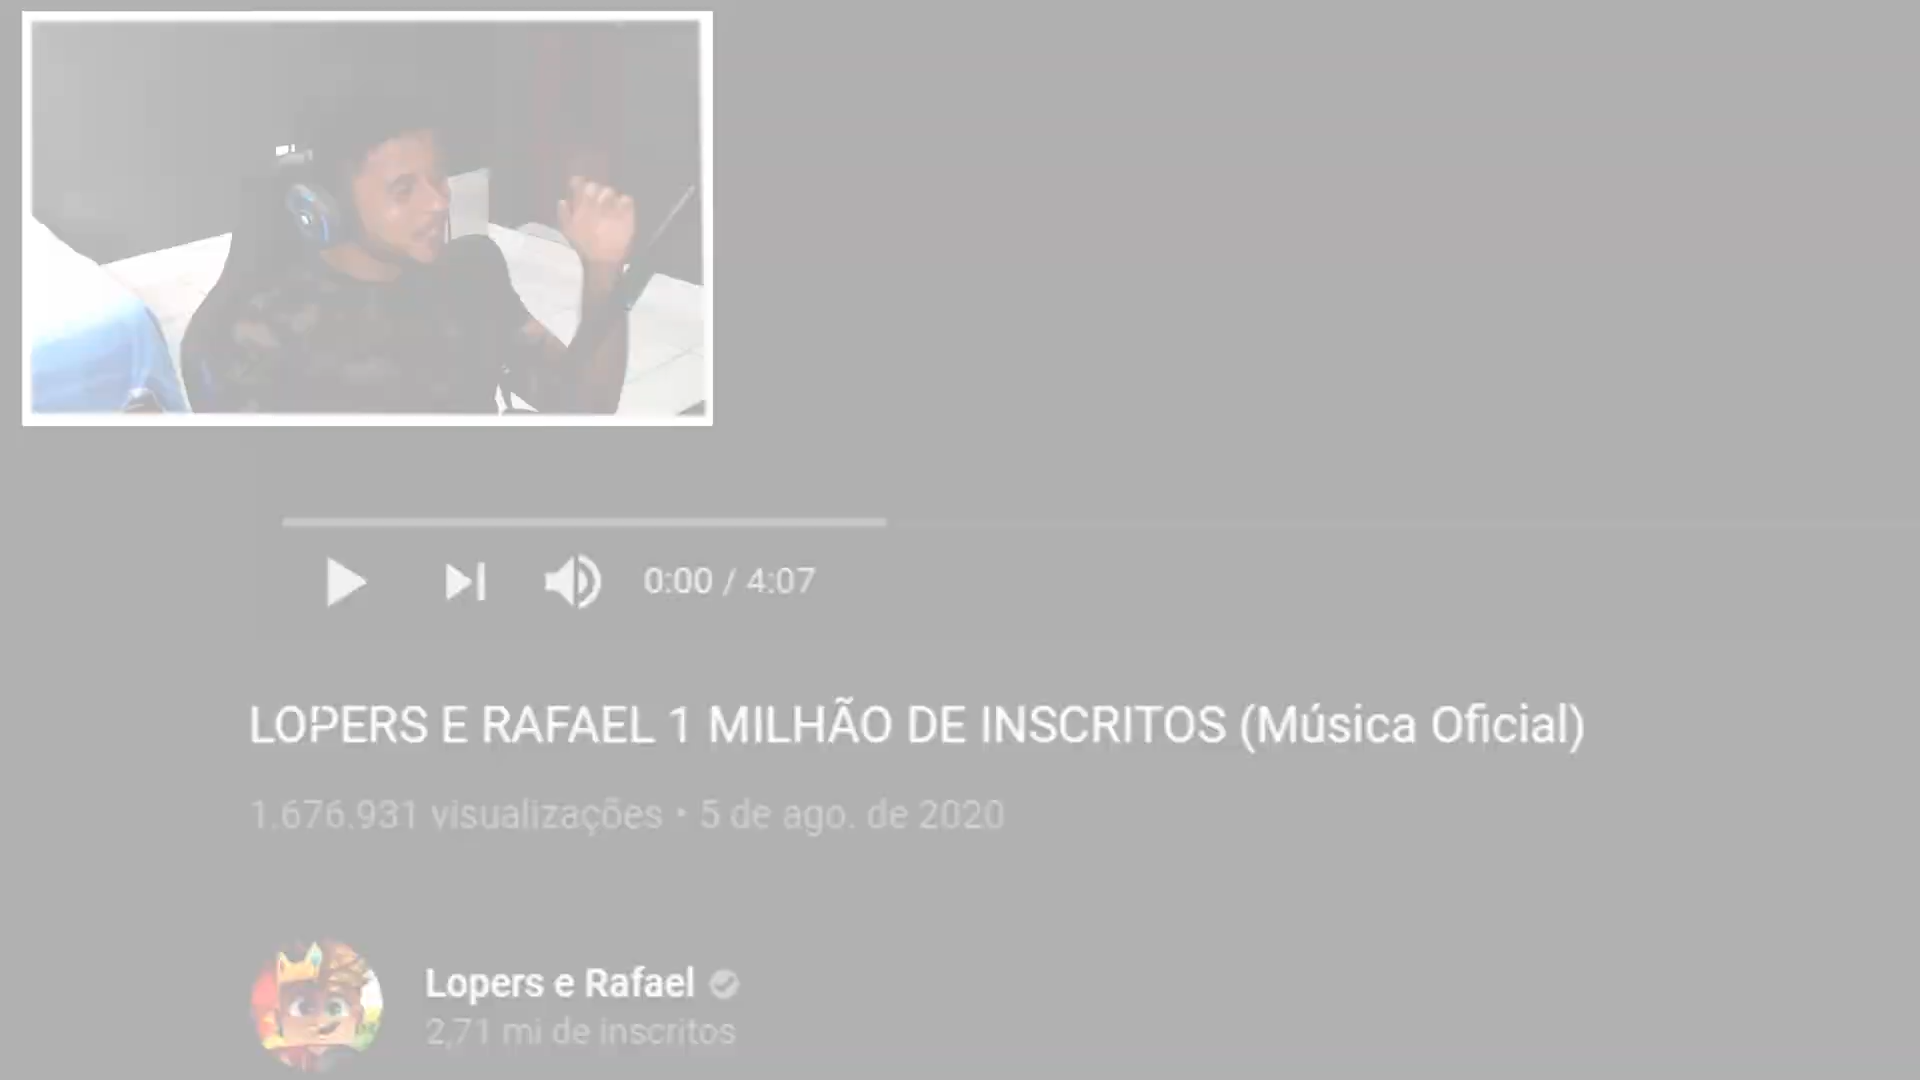 0:00 / 4:07
LOPERS E RAFAEL 1 MILHÃO DE INSCRITOS (Música Oficial)
1.676.931 visualizações • 5 de ago. de 2020
Lopers e Rafael
2,71 mi de inscritos